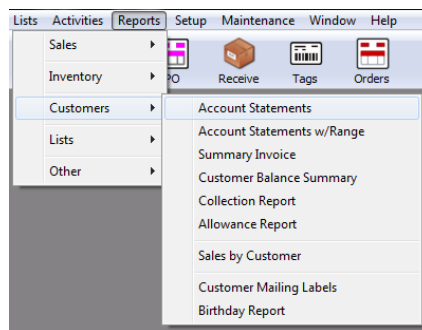 Lists Activities Reports Setup Maintenance Window Help
Sales
PO Receive Tags Orders
Inventory
Customers
Lists
Other
Account Statements
Account Statements w/Range
Summary Invoice
Customer Balance Summary
Collection Report
Allowance Report
Sales by Customer
Customer Mailing Labels
Birthday Report